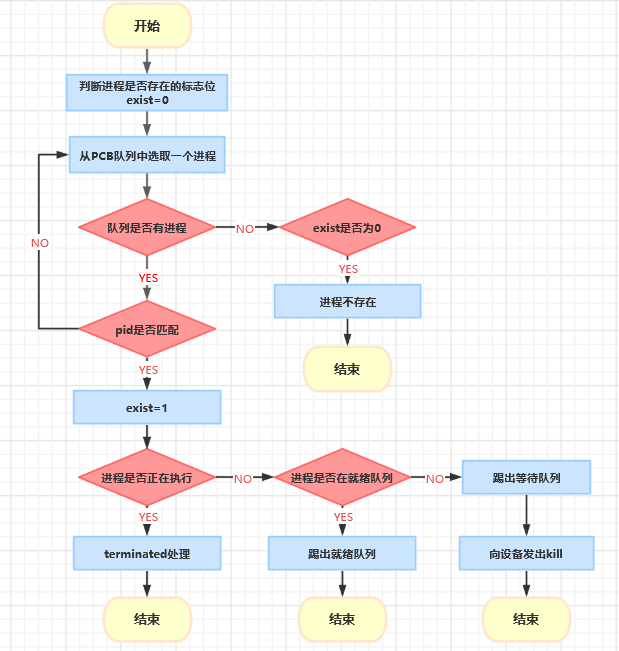 开始
判断进程是否存在的标志位
exist=0
从PCB队列中选取一个进程
队列是否有进程
NO
exist是否为0
NO
YES
YES
进程不存在
pid是否匹配
YES
结束
exist=1
进程是否正在执行
NO
进程是否在就绪队列
NO
踢出等待队列
YES
YES
terminated处理
踢出就绪队列
向设备发出kill
结束
结束
结束